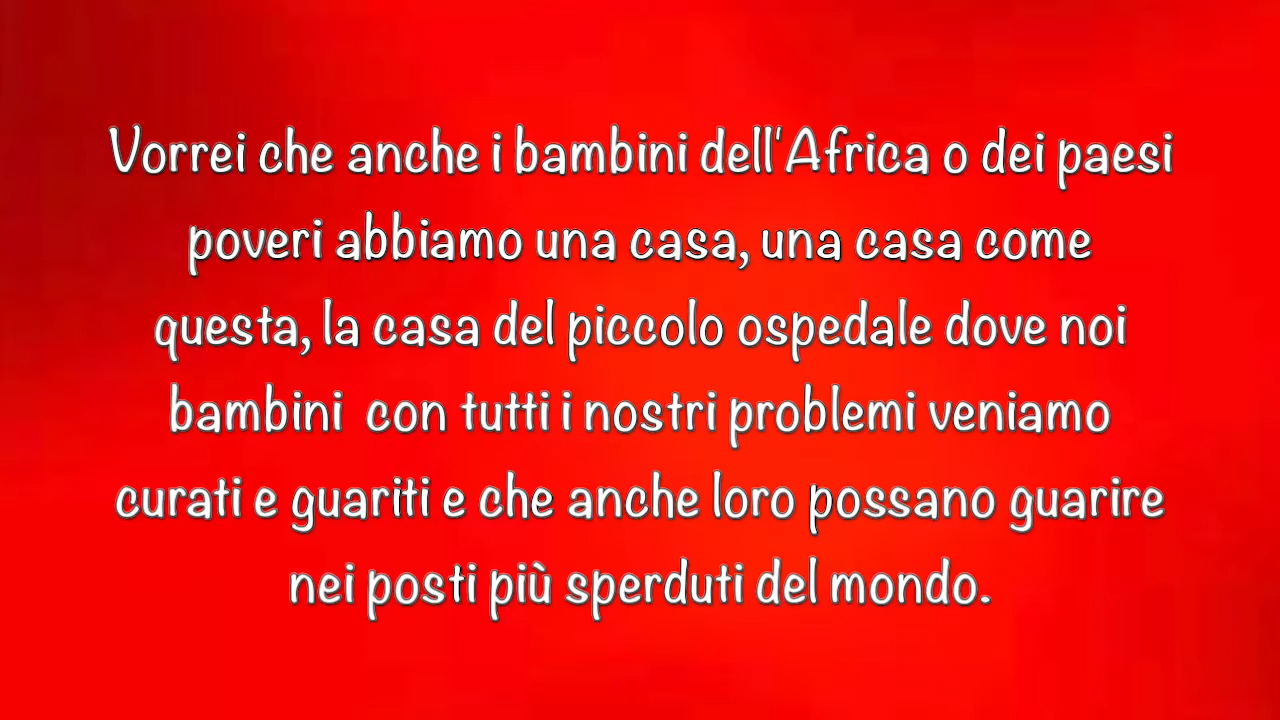 Vorrei che anche i bambini dell'Africa o dei paesi
poveri abbiamo una casa, una casa come
questa, la casa del piccolo ospedale dove noi
bambini  con tutti i nostri problemi veniamo
curati e guariti e che anche loro possano guarire
nei posti più sperduti del mondo.